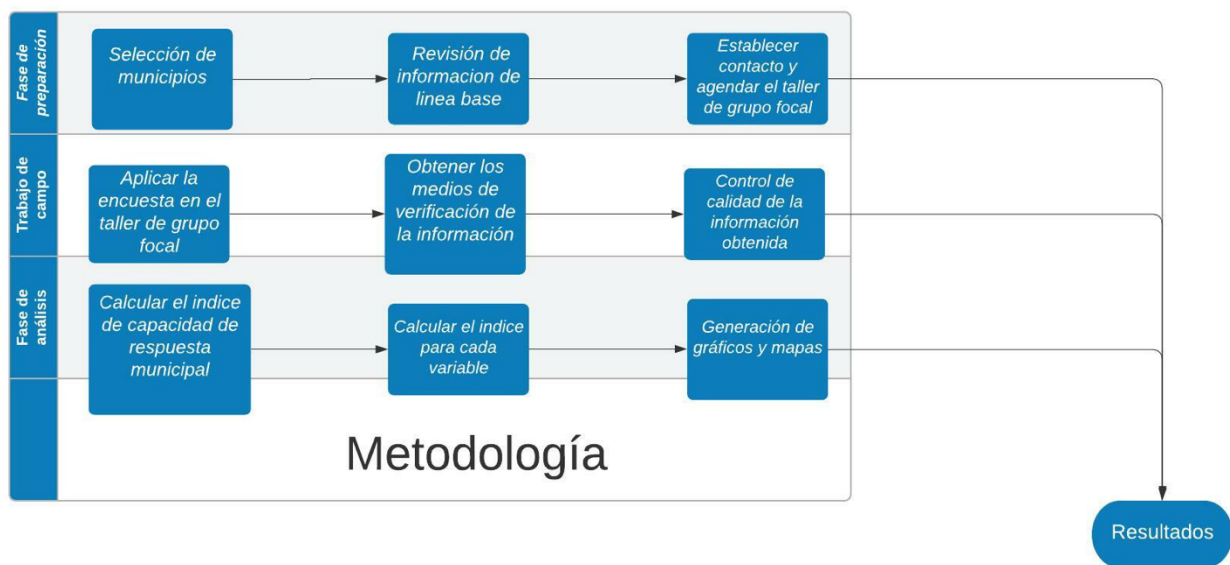 Fase de
preparación
Selección de
municipios
Revisión de
informacion de
linea base
Establecer
contacto y
agendar el taller
de grupo focal
Trabajo de
campo
Aplicar la
encuesta en el
taller de grupo
focal
Obtener los
medios de
verificación de
la información
Control de
calidad de la
información
obtenida
Fase de
análisis
Calcular el indice
de capacidad de
respuesta
municipal
Calcular el indice
para cada
variable
Generación de
gráficos y mapas
Metodología
Resultados